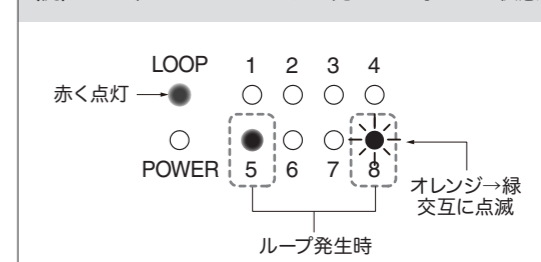 LOOP 1 2 3 4
赤く点灯
POWER 5 6 7 8
オレンジ→緑
交互に点滅
ループ発生時